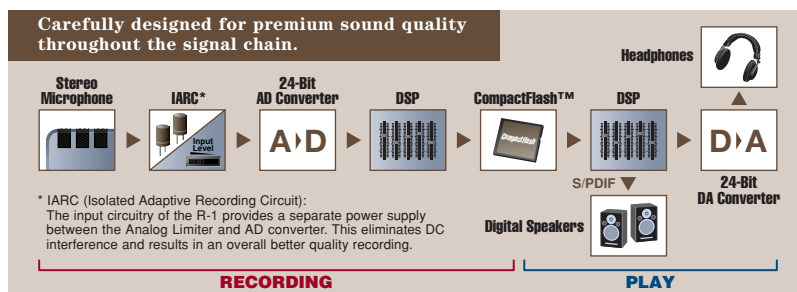 Carefully designed for premium sound quality
throughout the signal chain.
Headphones
Stereo
Microphone
IARC*
24-Bit
AD Converter
DSP
CompactFlash™
DSP
Input
Level
A D
CompactFlash
D A
S/PDIF
24-Bit
DA Converter
Digital Speakers
* IARC (Isolated Adaptive Recording Circuit):
The input circuitry of the R-1 provides a separate power supply
between the Analog Limiter and AD converter. This eliminates DC
interference and results in an overall better quality recording.
RECORDING
PLAY